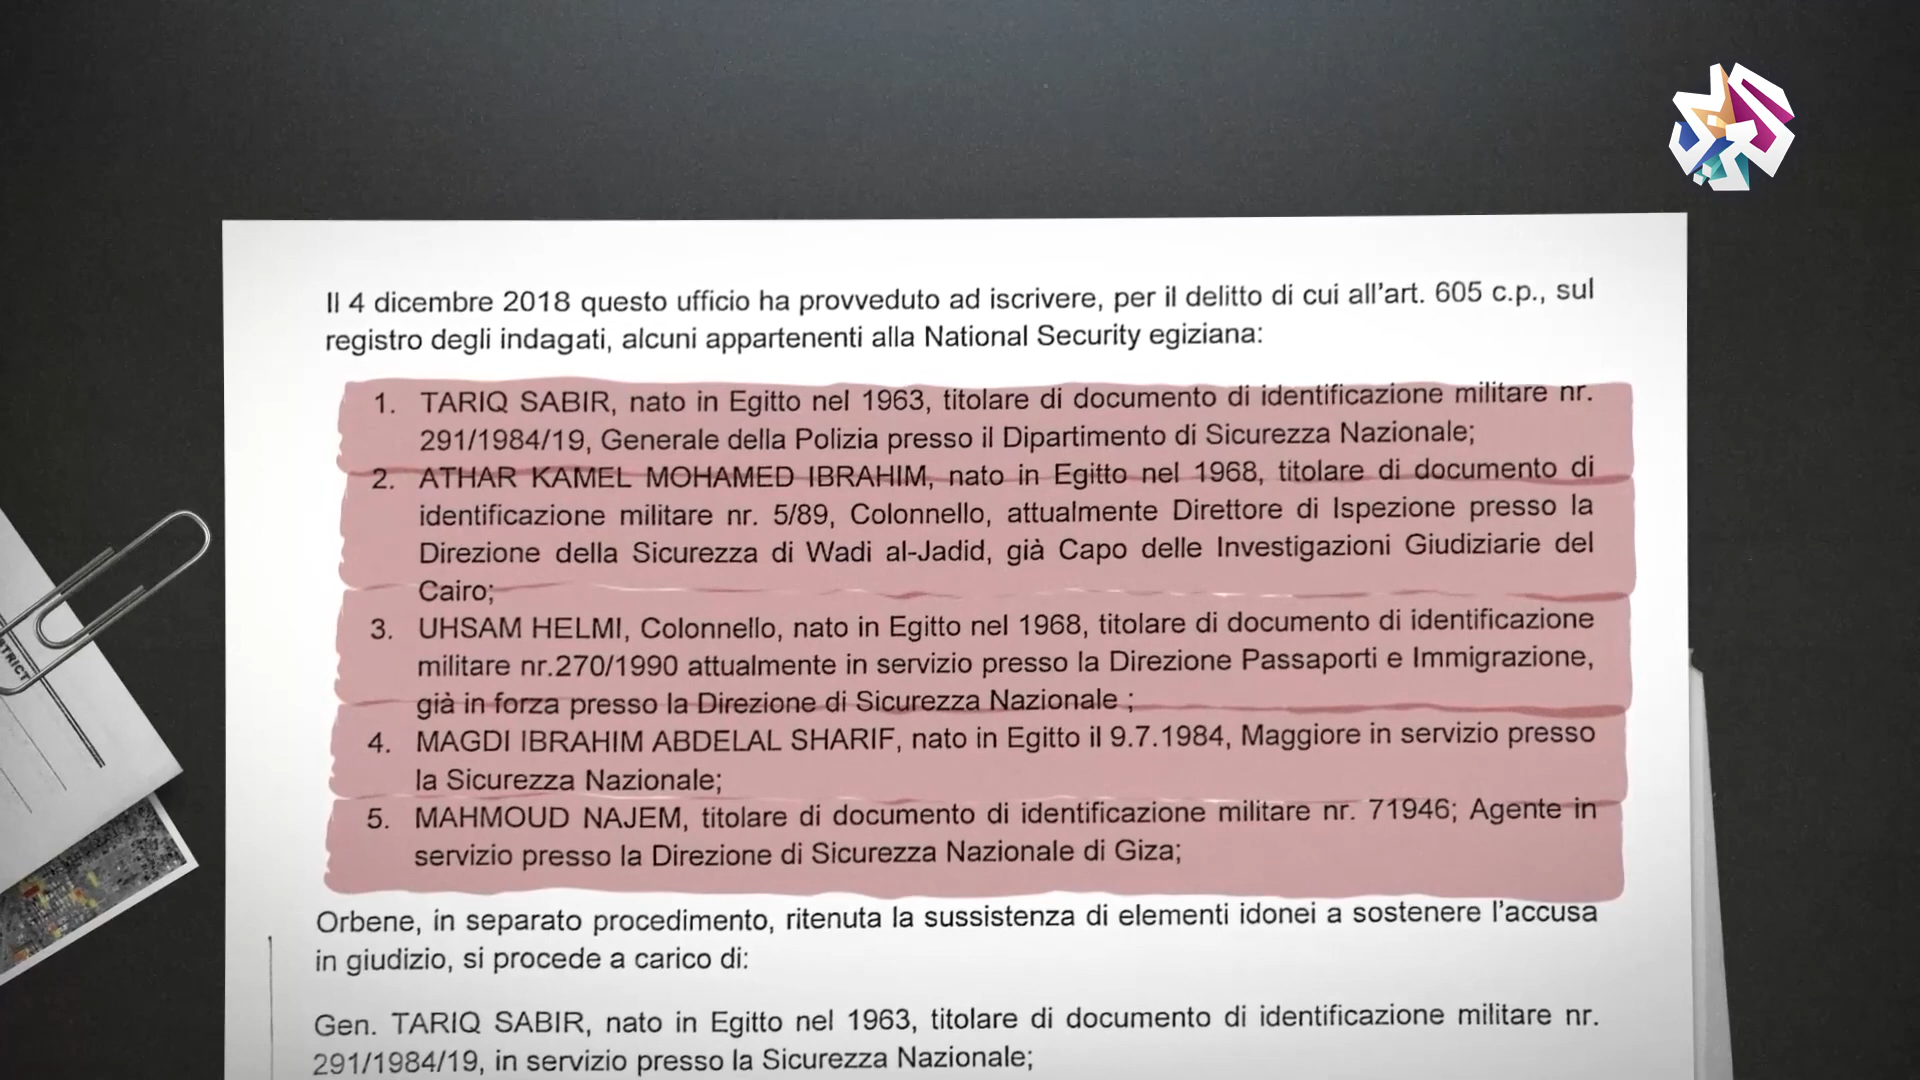 Il 4 dicembre 2018 questo ufficio ha provveduto ad iscrivere, per il delitto di cui all'art. 605 c.p., sul
registro degli indagati, alcuni appartenenti alla National Security egiziana:
1. TARIQ SABIR, nato in Egitto nel 1963, titolare di documento di identificazione militare nr.
291/1984/19, Generale della Polizia presso il Dipartimento di Sicurezza Nazionale;
2. ATHAR KAMEL MOHAMED IBRAHIM, nato in Egitto nel 1968, titolare di documento di
identificazione militare nr. 5/89, Colonnello, attualmente Direttore di Ispezione presso la
Direzione della Sicurezza di Wadi al-Jadid, già Capo delle Investigazioni Giudiziarie del
Cairo;
3. UHSAM HELMI, Colonnello, nato in Egitto nel 1968, titolare di documento di identificazione
militare nr.270/1990 attualmente in servizio presso la Direzione Passaporti e Immigrazione,
già in forza presso la Direzione di Sicurezza Nazionale ;
4. MAGDI IBRAHIM ABDELAL SHARIF, nato in Egitto il 9.7.1984, Maggiore in servizio presso
la Sicurezza Nazionale;
5. MAHMOUD NAJEM, titolare di documento di identificazione militare nr. 71946; Agente in
servizio presso la Direzione di Sicurezza Nazionale di Giza;
Orbene, in separato procedimento, ritenuta la sussistenza di elementi idonei a sostenere l'accusa
in giudizio, si procede a carico di:
Gen. TARIQ SABIR, nato in Egitto nel 1963, titolare di documento di identificazione militare nr.
291/1984/19, in servizio presso la Sicurezza Nazionale;